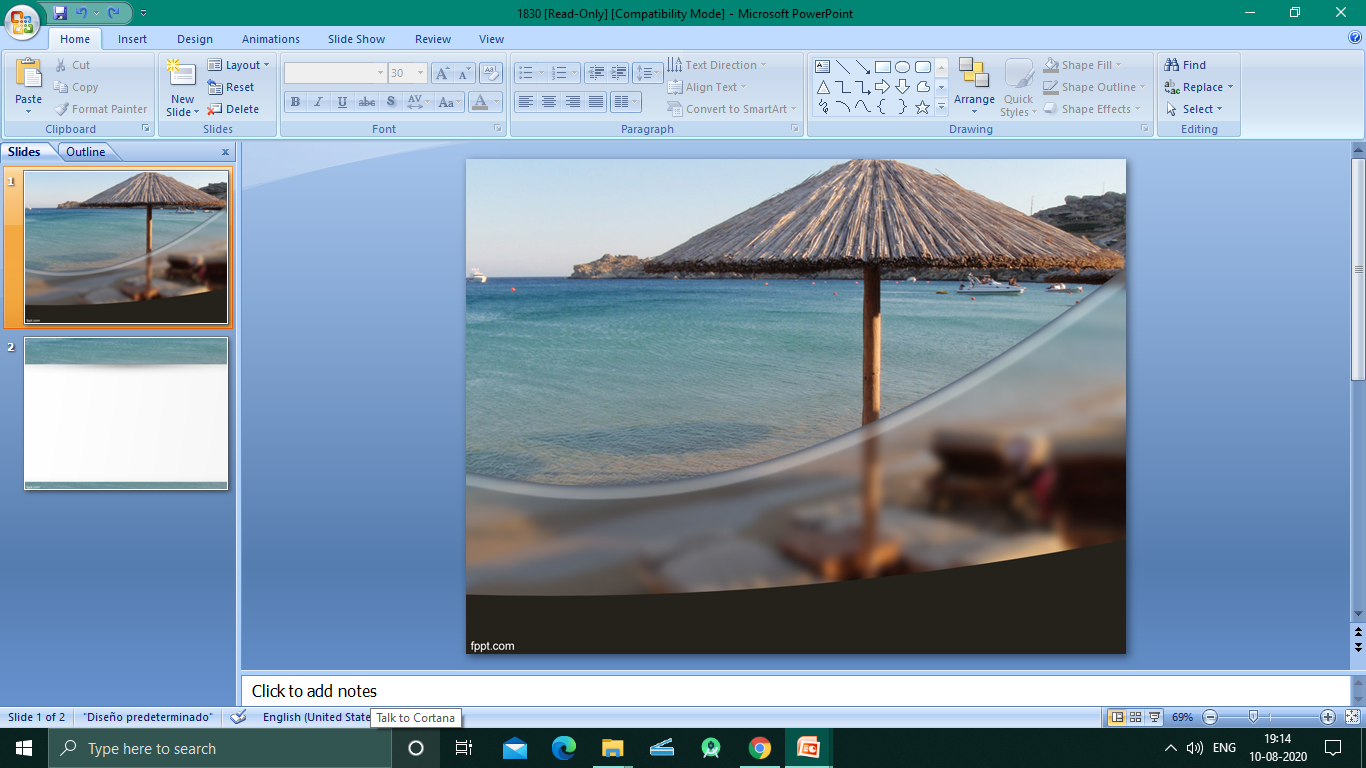 1830 [Read-Only] [Compatibility Mode] - Microsoft PowerPoint
Home Insert Design Animations Slide Show Review View
Paste
Cut
Copy
Format Painter
Clipboard
New Slide
Layout
Reset
Delete
Slides
30
B I U abc S AV Aa A
Font
Text Direction
Align Text
Convert to SmartArt
Paragraph
Arrange
Quick Styles
Shape Fill
Shape Outline
Shape Effects
Drawing
Find
Replace
Select
Editing
Slides Outline x
1
2
fppt.com
Click to add notes
Slide 1 of 2 "Diseño predeterminado" English (United State
Talk to Cortana
69%
Type here to search
ENG
19:14
10-08-2020